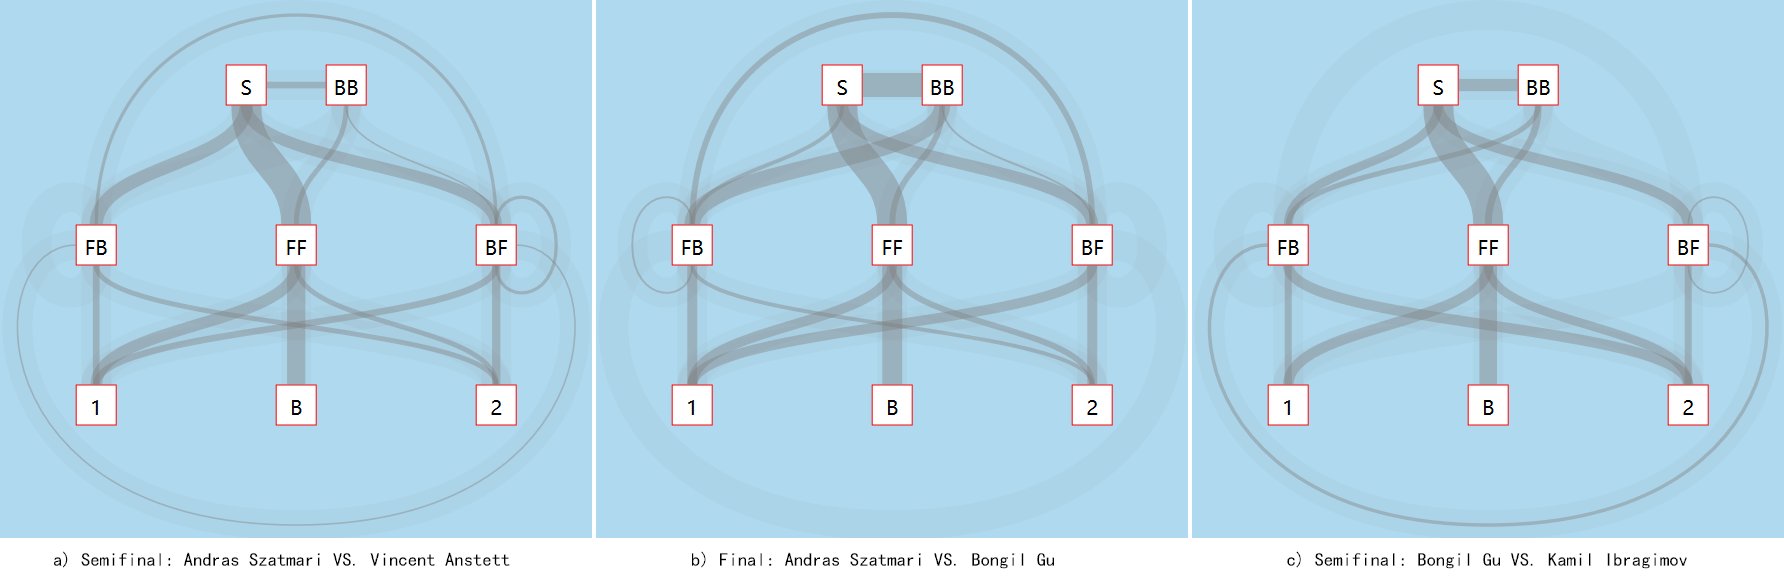 S BB
FB FF BF
1 B 2
a) Semifinal: Andras Szatmari VS. Vincent Anstett
S BB
FB FF BF
1 B 2
b) Final: Andras Szatmari VS. Bongil Gu
S BB
FB FF BF
1 B 2
c) Semifinal: Bongil Gu VS. Kamil Ibragimov